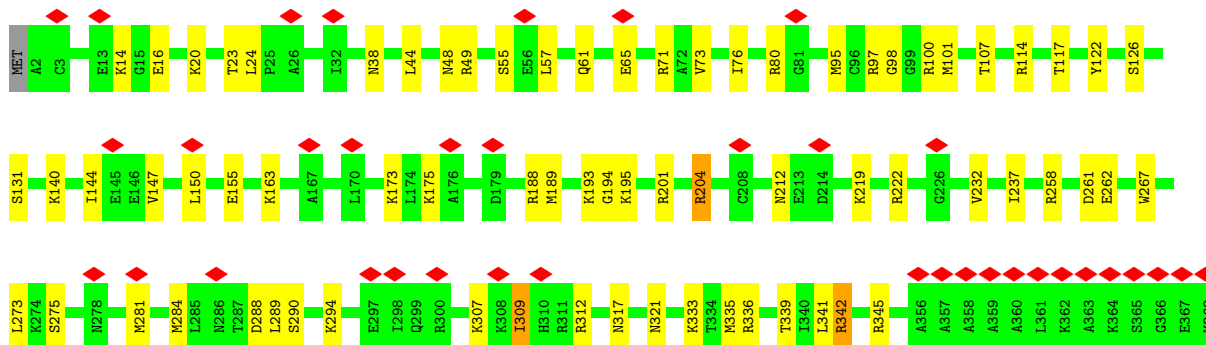 MET A2 C3 E13 K14 G15 E16 K20 T23 L24 P25 A26 I32 N38 L44 N48 R49 S55 E56 L57 Q61 E65 R71 A72 V73 I76 R80 G81 M95 C96 R97 G98 G99 R100 M101 T107 R114 T117 Y122 S126
S131 K140 I144 E145 E146 V147 L150 E155 K163 A167 L170 K173 L174 K175 A176 D179 R188 M189 K193 G194 K195 R201 R204 C208 N212 E213 D214 K219 R222 G226 V232 I237 R258 D261 E262 W267
L273 K274 S275 N278 M281 M284 L285 N286 T287 D288 L289 S290 K294 E297 I298 Q299 R300 K307 K308 I309 H310 R311 R312 N317 N321 K333 T334 M335 R336 T339 I340 L341 R342 R345 A356 A357 A358 A359 A360 L361 K362 A363 K364 S365 G366 E367